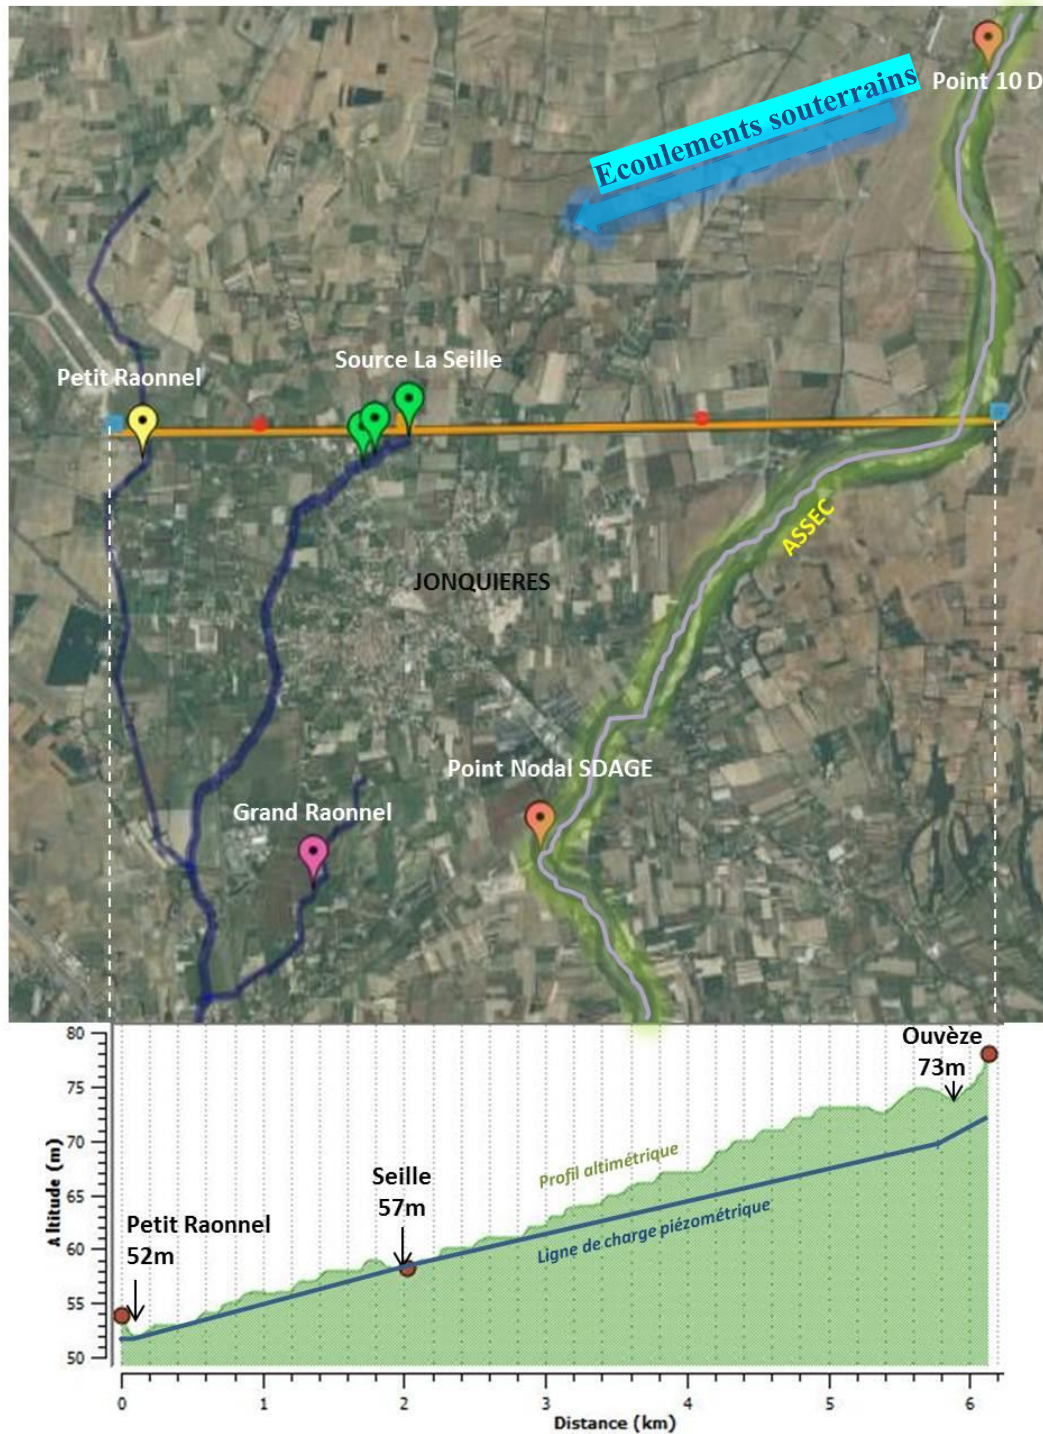 Ecoulements souterrains
Point 10 D
Source La Seille
Petit Raonnel
ASSEC
JONQUIERES
Point Nodal SDAGE
Grand Raonnel
80
75
70
65
60
55
50
Altitude (m)
Ouvèze
73m
Profil altimétrique
Seille
57m
Ligne de charge piézométrique
Petit Raonnel
52m
0 1 2 3 4 5 6
Distance (km)